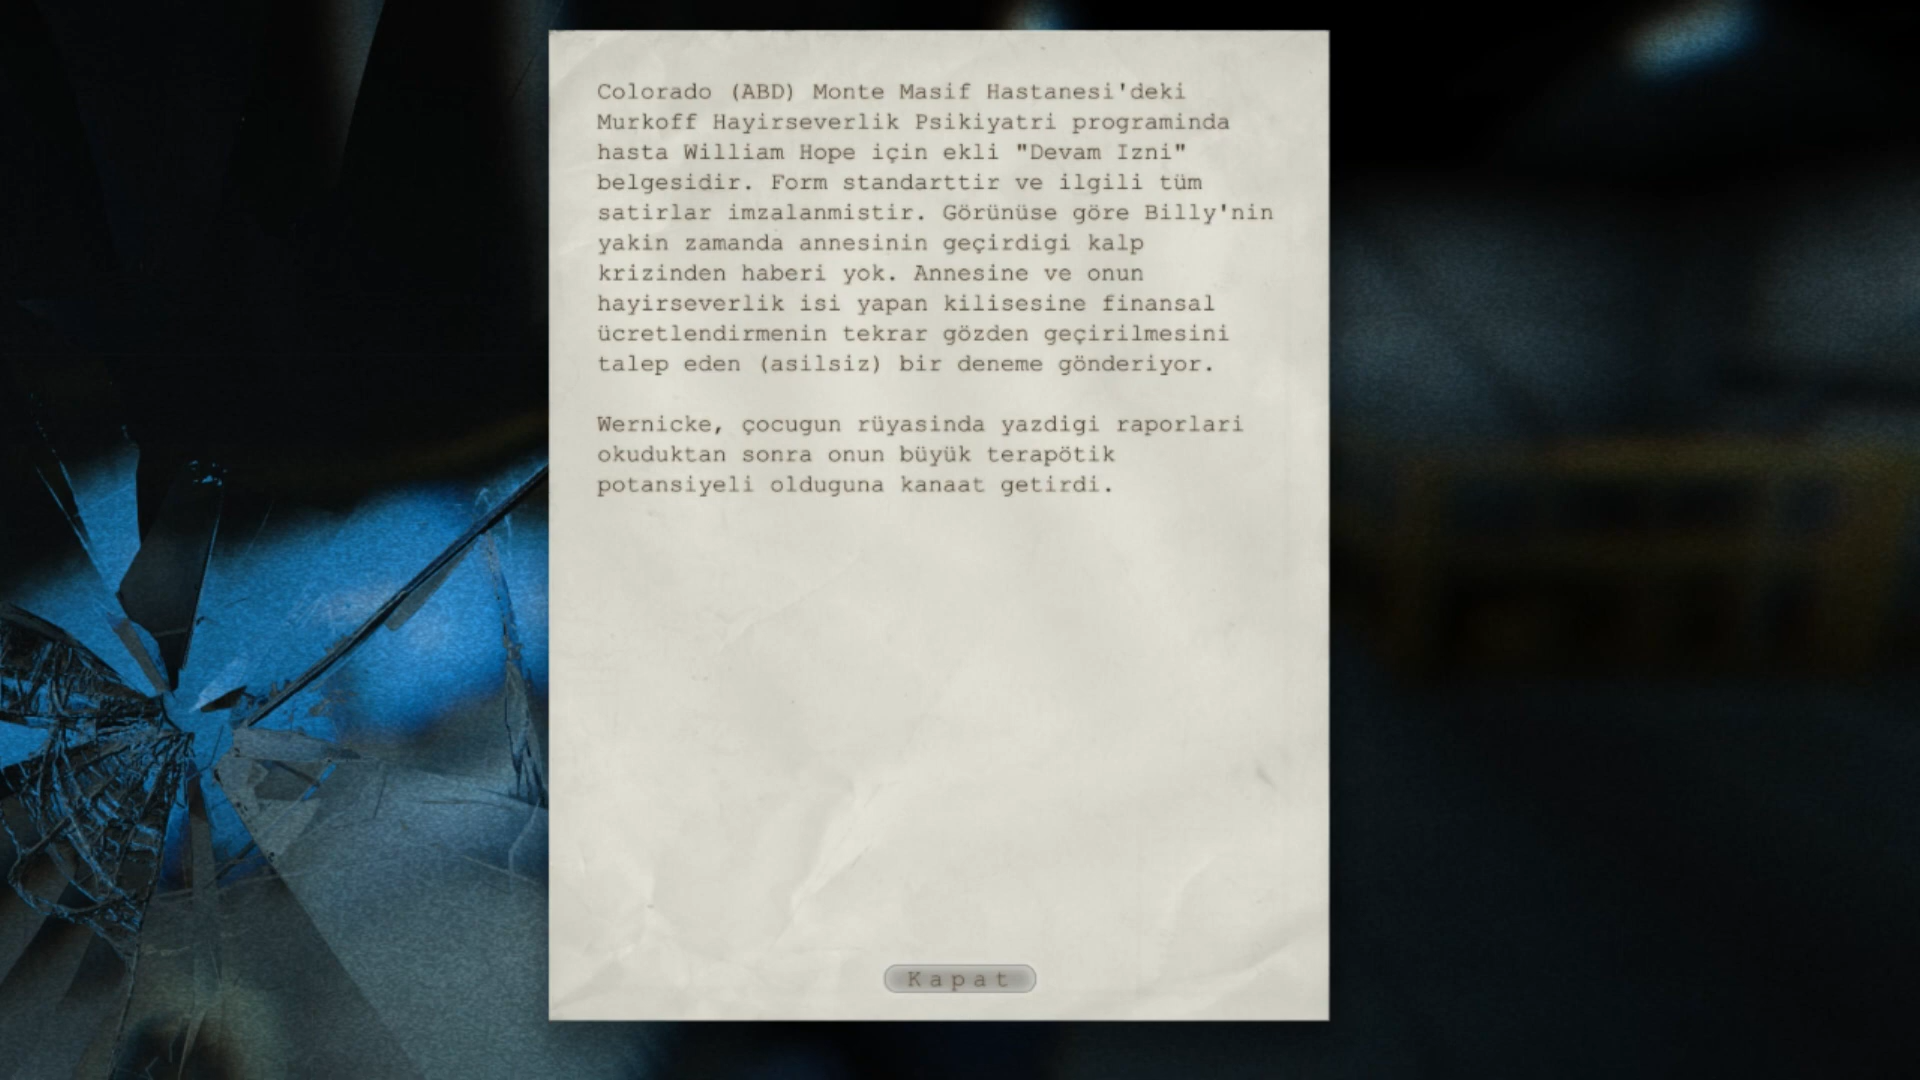 Colorado (ABD) Monte Masif Hastanesi'deki
Murkoff Hayirseverlik Psikiyatri programinda
hasta William Hope için ekli "Devam Izni"
belgesidir. Form standarttir ve ilgili tüm
satirlar imzalanmistir. Görünüse göre Billy'nin
yakin zamanda annesinin geçirdigi kalp
krizinden haberi yok. Annesine ve onun
hayirseverlik isi yapan kilisesine finansal
ücretlendirmenin tekrar gözden geçirilmesini
talep eden (asilsiz) bir deneme gönderiyor.
Wernicke, çocugun rüyasinda yazdigi raporlari
okuduktan sonra onun büyük terapötik
potansiyeli olduguna kanaat getirdi.
Kapat